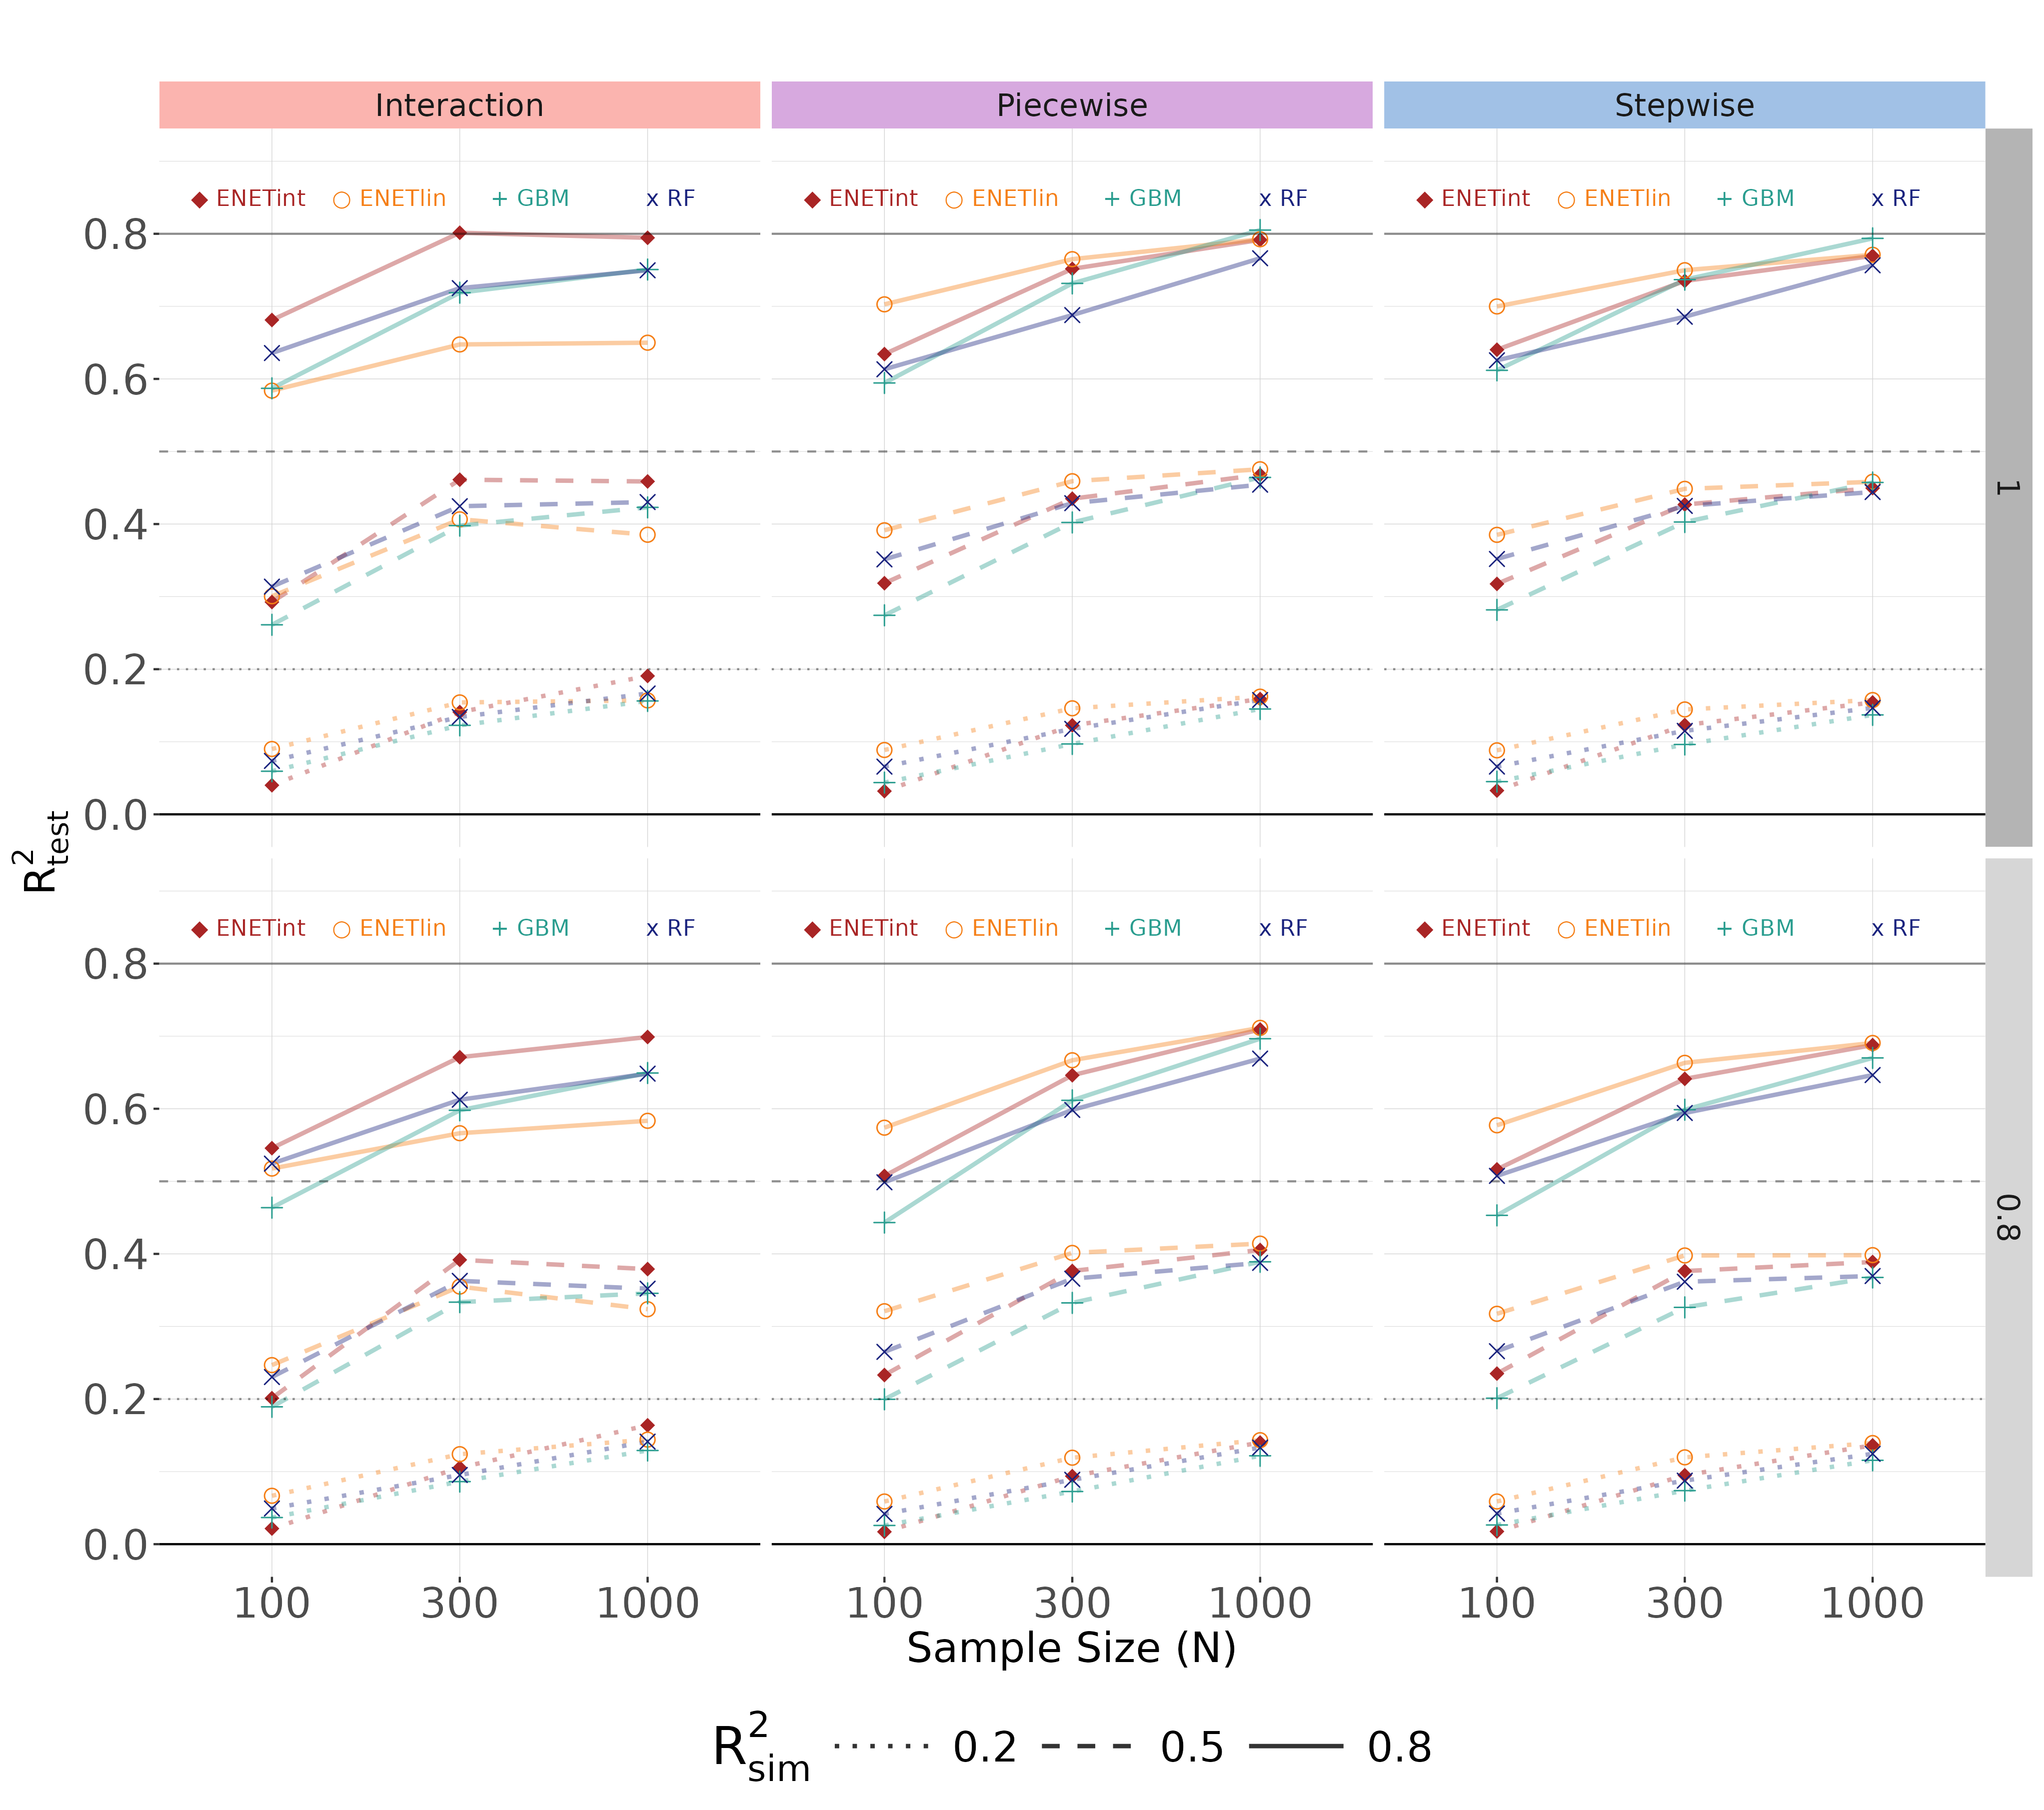 Interaction Piecewise Stepwise
◆ ENETint ○ ENETlin + GBM x RF ◆ ENETint ○ ENETlin + GBM x RF ◆ ENETint ○ ENETlin + GBM x RF
0.8
0.6
0.4
0.2
0.0
1
R²test
◆ ENETint ○ ENETlin + GBM x RF ◆ ENETint ○ ENETlin + GBM x RF ◆ ENETint ○ ENETlin + GBM x RF
0.8
0.6
0.4
0.2
0.0
0.8
100 300 1000 100 300 1000 100 300 1000
Sample Size (N)
R²sim 0.2 0.5 0.8